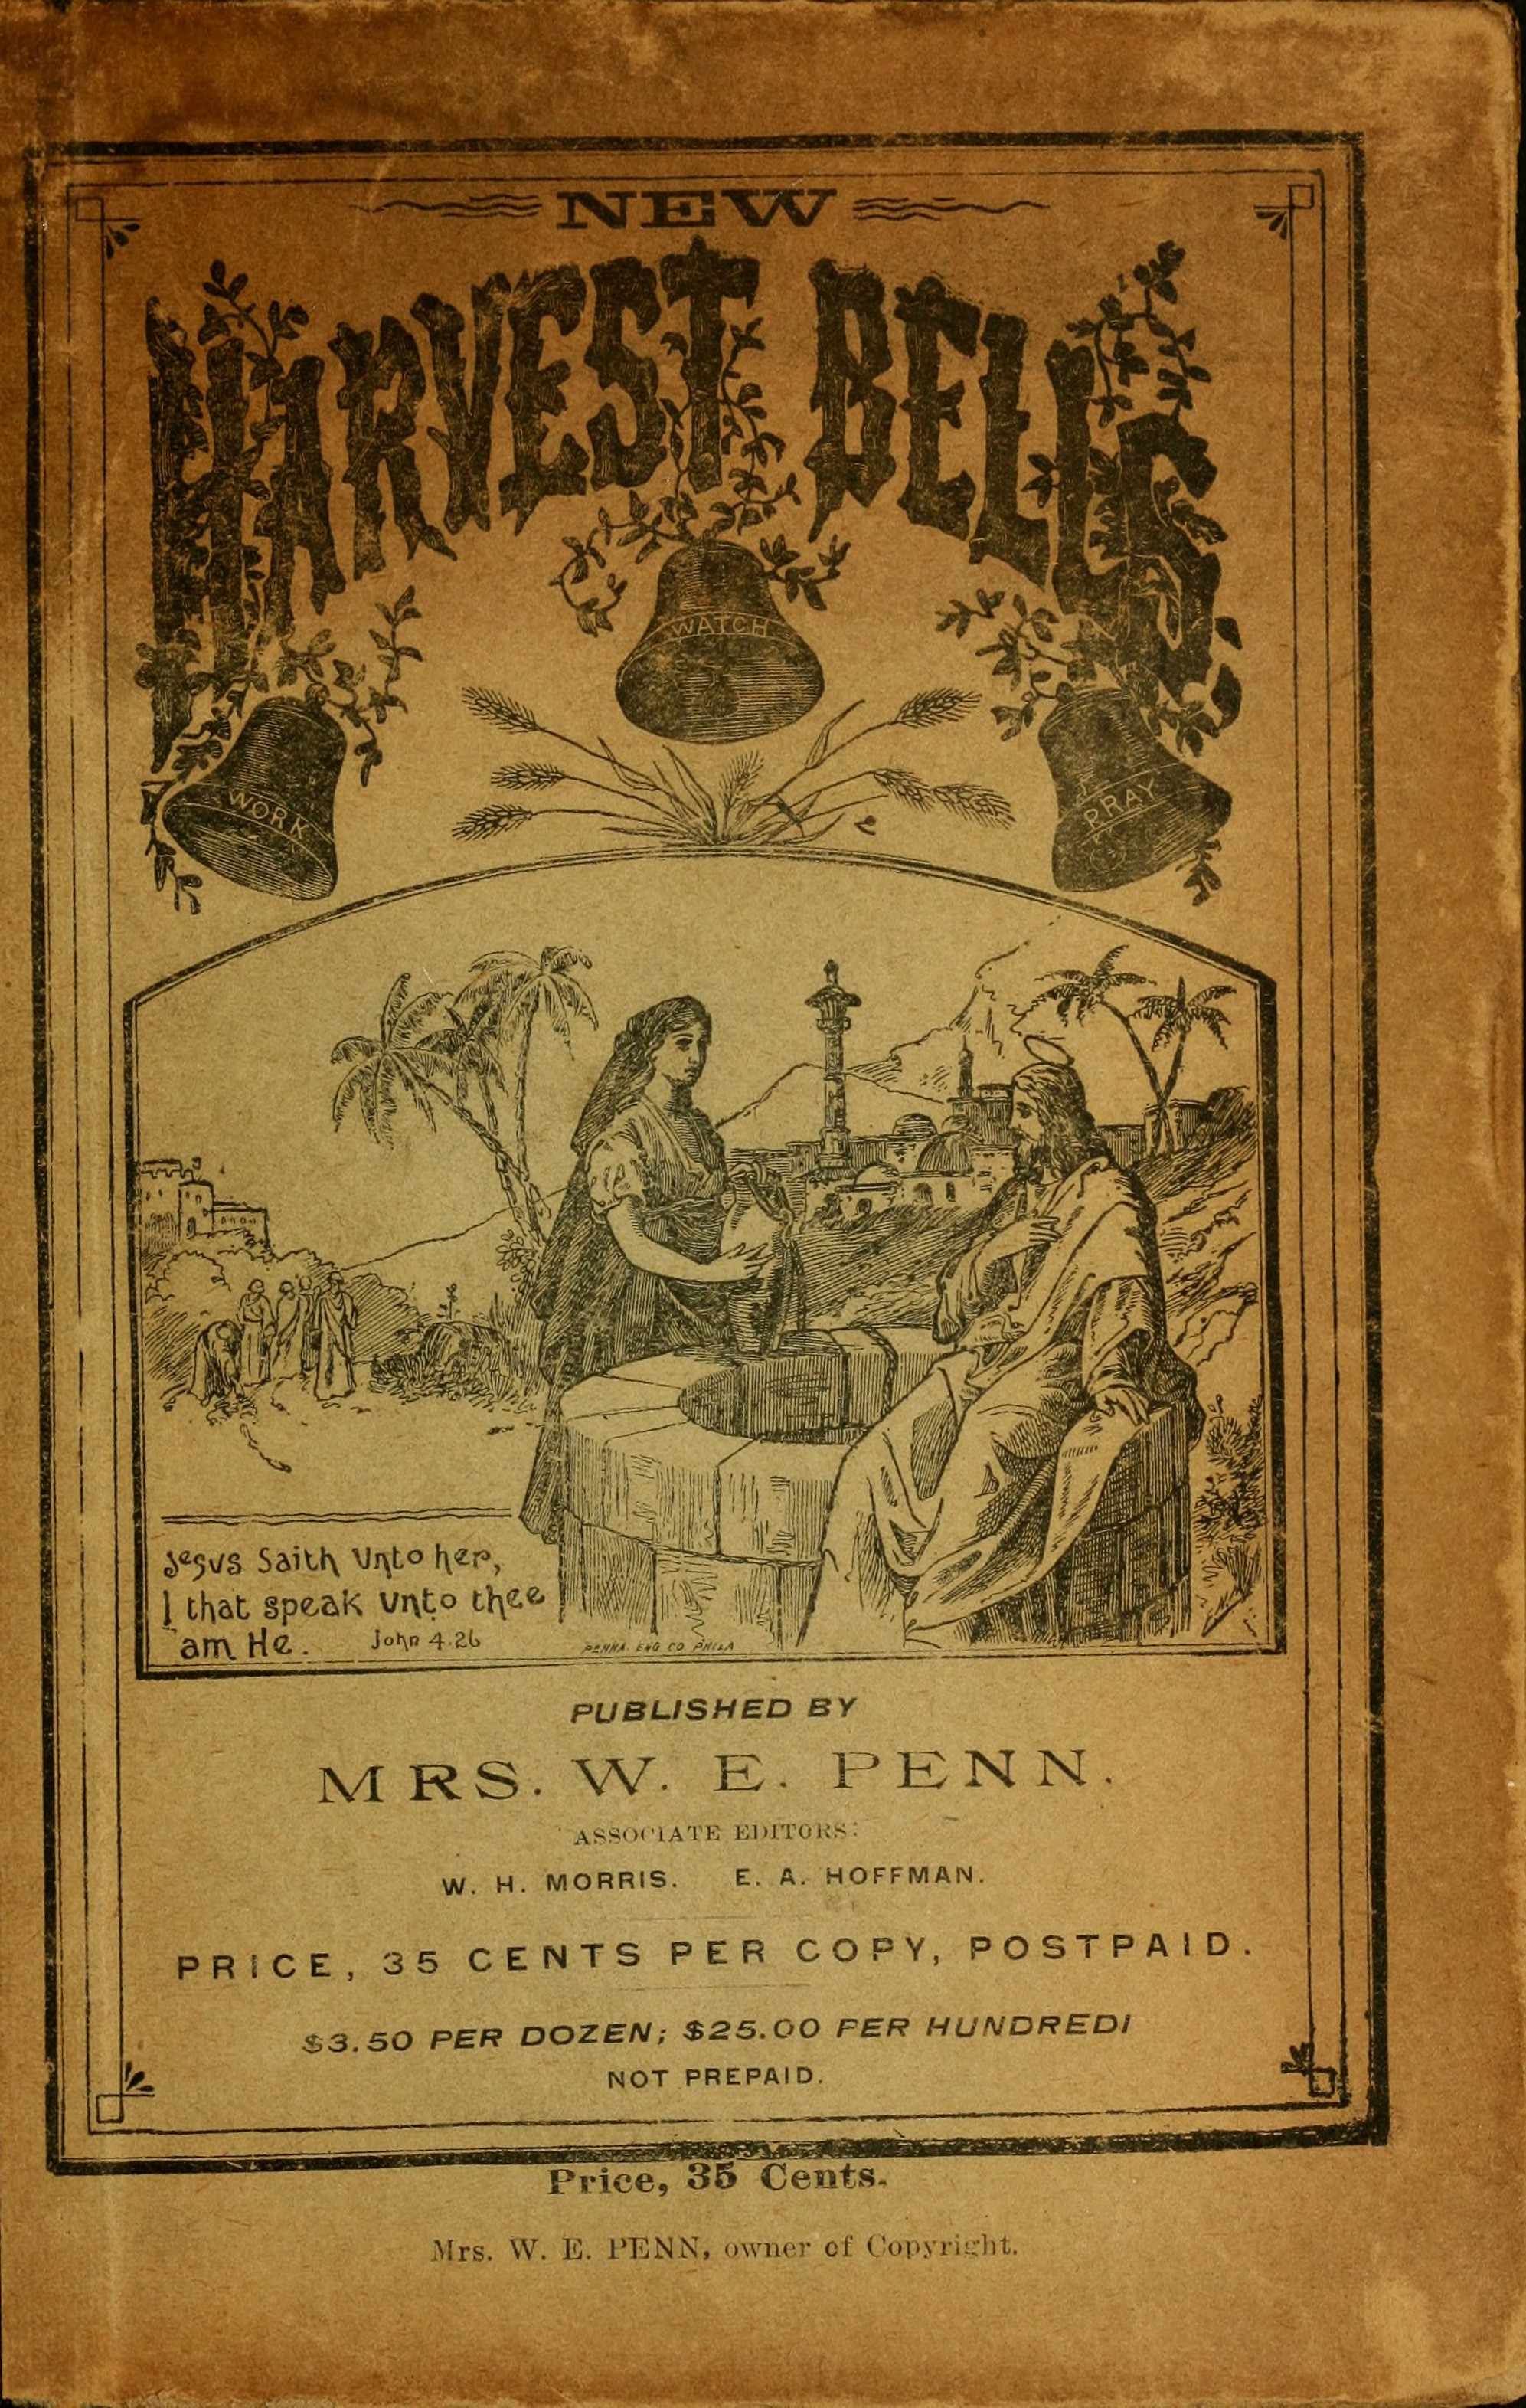 NEW
HARVEST BELLS
WATCH
WORK
PRAY
Jesus Saith Unto her,
I that speak unto thee
am He. John 4.26
PENNA. ENG CO PHILA
PUBLISHED BY
MRS. W. E. PENN.
ASSOCIATE EDITORS:
W. H. MORRIS. E. A. HOFFMAN.
PRICE, 35 CENTS PER COPY, POSTPAID.
$3.50 PER DOZEN; $25.00 PER HUNDRED;
NOT PREPAID.
Price, 35 Cents.
Mrs. W. E. PENN, owner of Copyright.